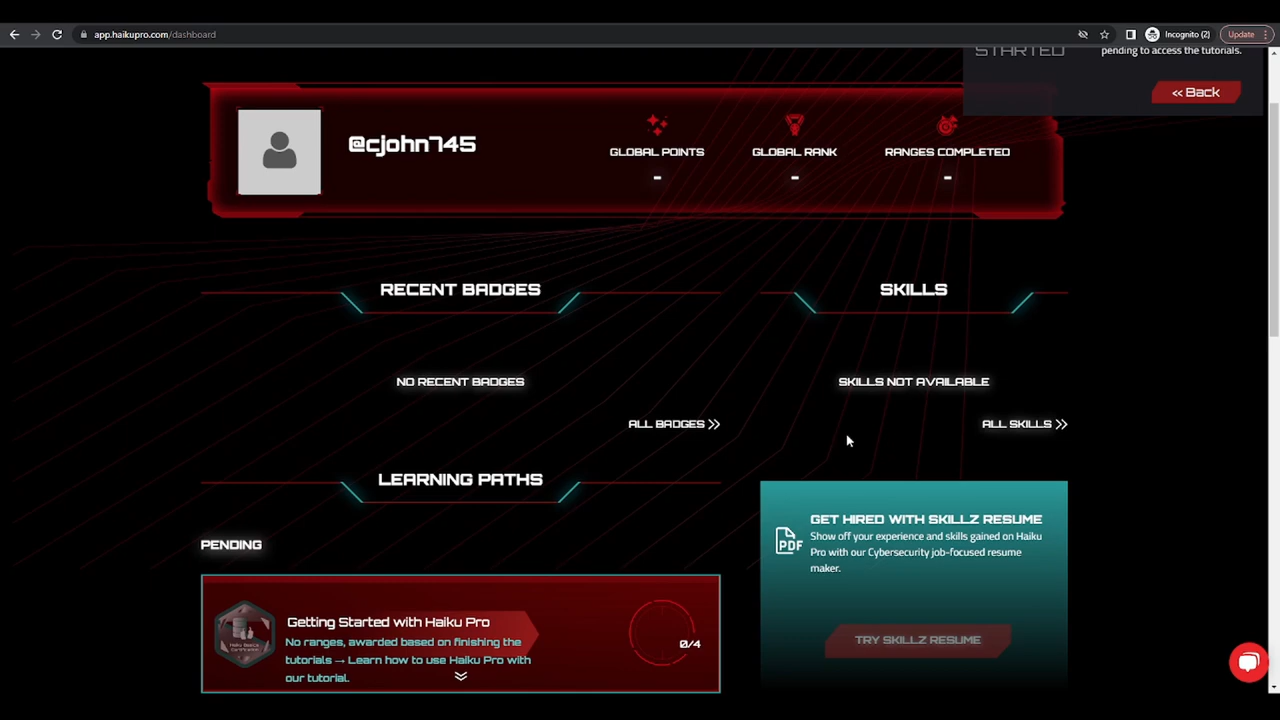 app.haikupro.com/dashboard
Incognito (2)
Update
STARTED
pending to access the tutorials.
<< Back
@cjohn745
GLOBAL POINTS
-
GLOBAL RANK
-
RANGES COMPLETED
-
RECENT BADGES
NO RECENT BADGES
ALL BADGES >>
SKILLS
SKILLS NOT AVAILABLE
ALL SKILLS >>
LEARNING PATHS
PENDING
Getting Started with Haiku Pro
No ranges, awarded based on finishing the
tutorials → Learn how to use Haiku Pro with
our tutorial.
0/4
PDF
GET HIRED WITH SKILLZ RESUME
Show off your experience and skills gained on Haiku
Pro with our Cybersecurity job-focused resume
maker.
TRY SKILLZ RESUME